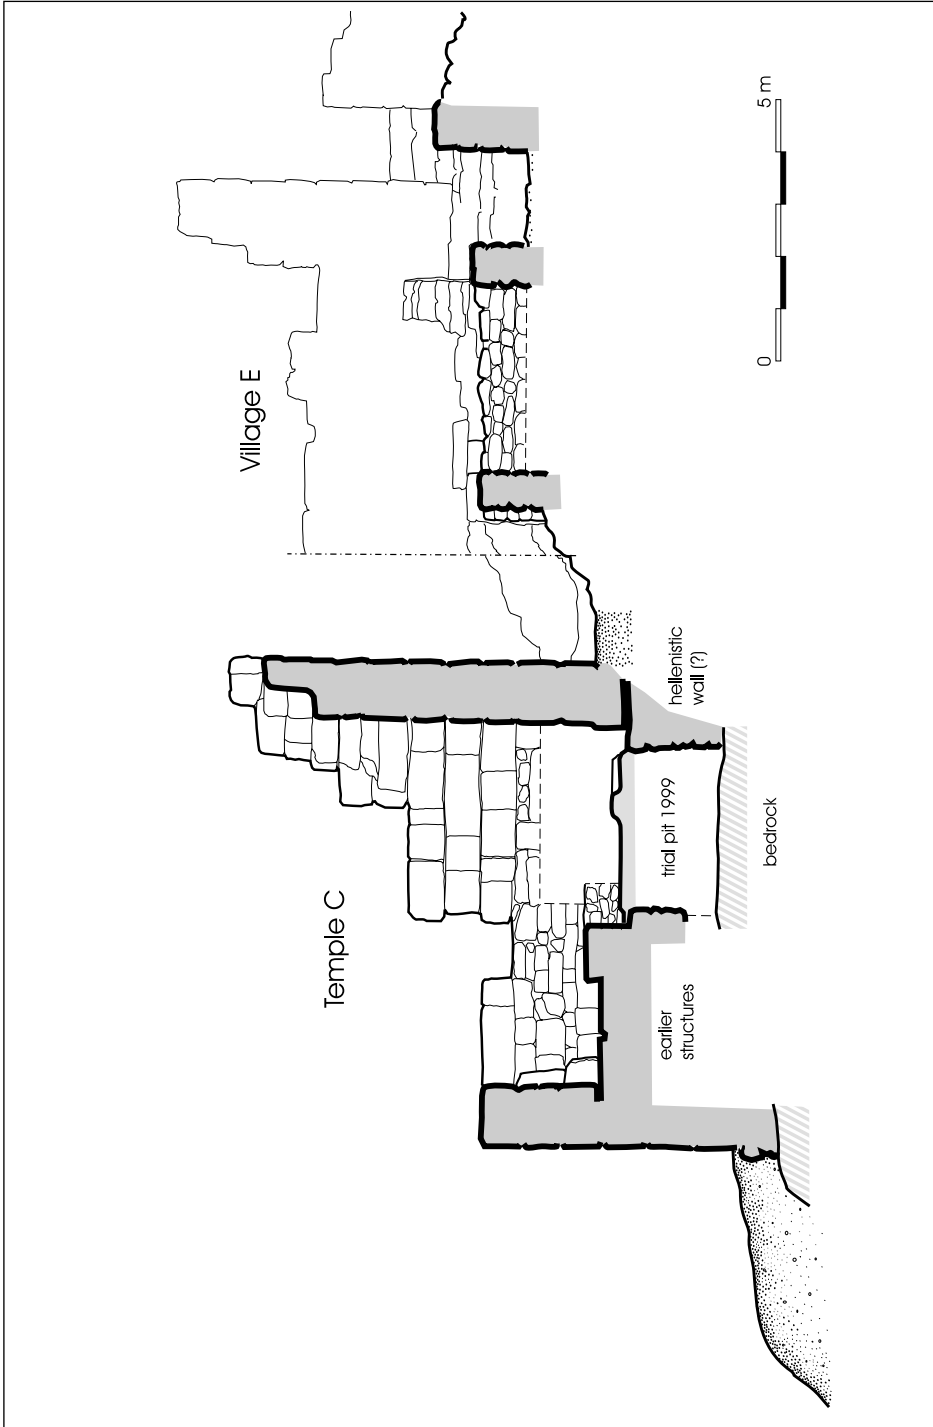 Temple C
Village E
earlier
structures
trial pit 1999
hellenistic
wall (?)
bedrock
0
5 m